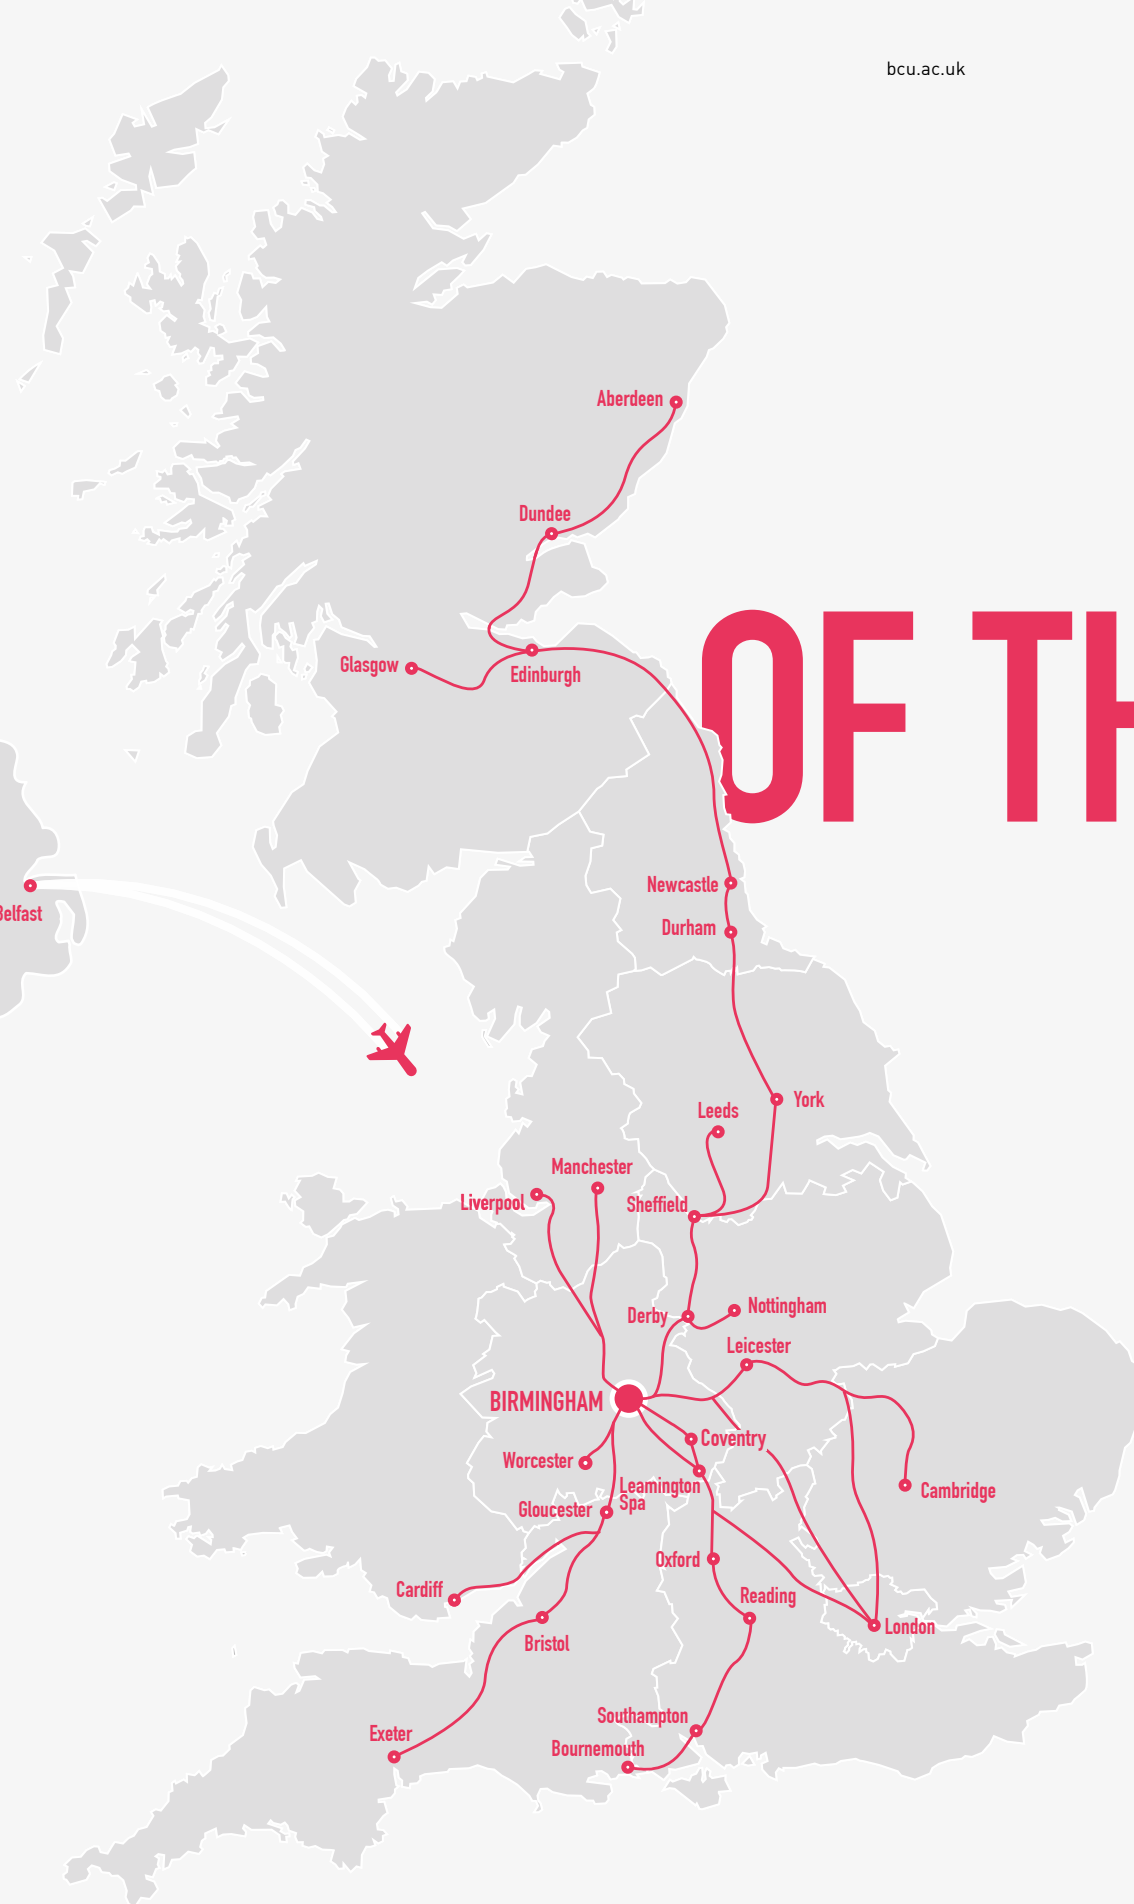 bcu.ac.uk
Aberdeen
Dundee
Glasgow
Edinburgh
OF TH
Newcastle
Belfast
Durham
York
Leeds
Manchester
Liverpool
Sheffield
Nottingham
Derby
Leicester
BIRMINGHAM
Coventry
Worcester
Leamington
Spa
Cambridge
Gloucester
Oxford
Cardiff
Reading
London
Bristol
Southampton
Exeter
Bournemouth